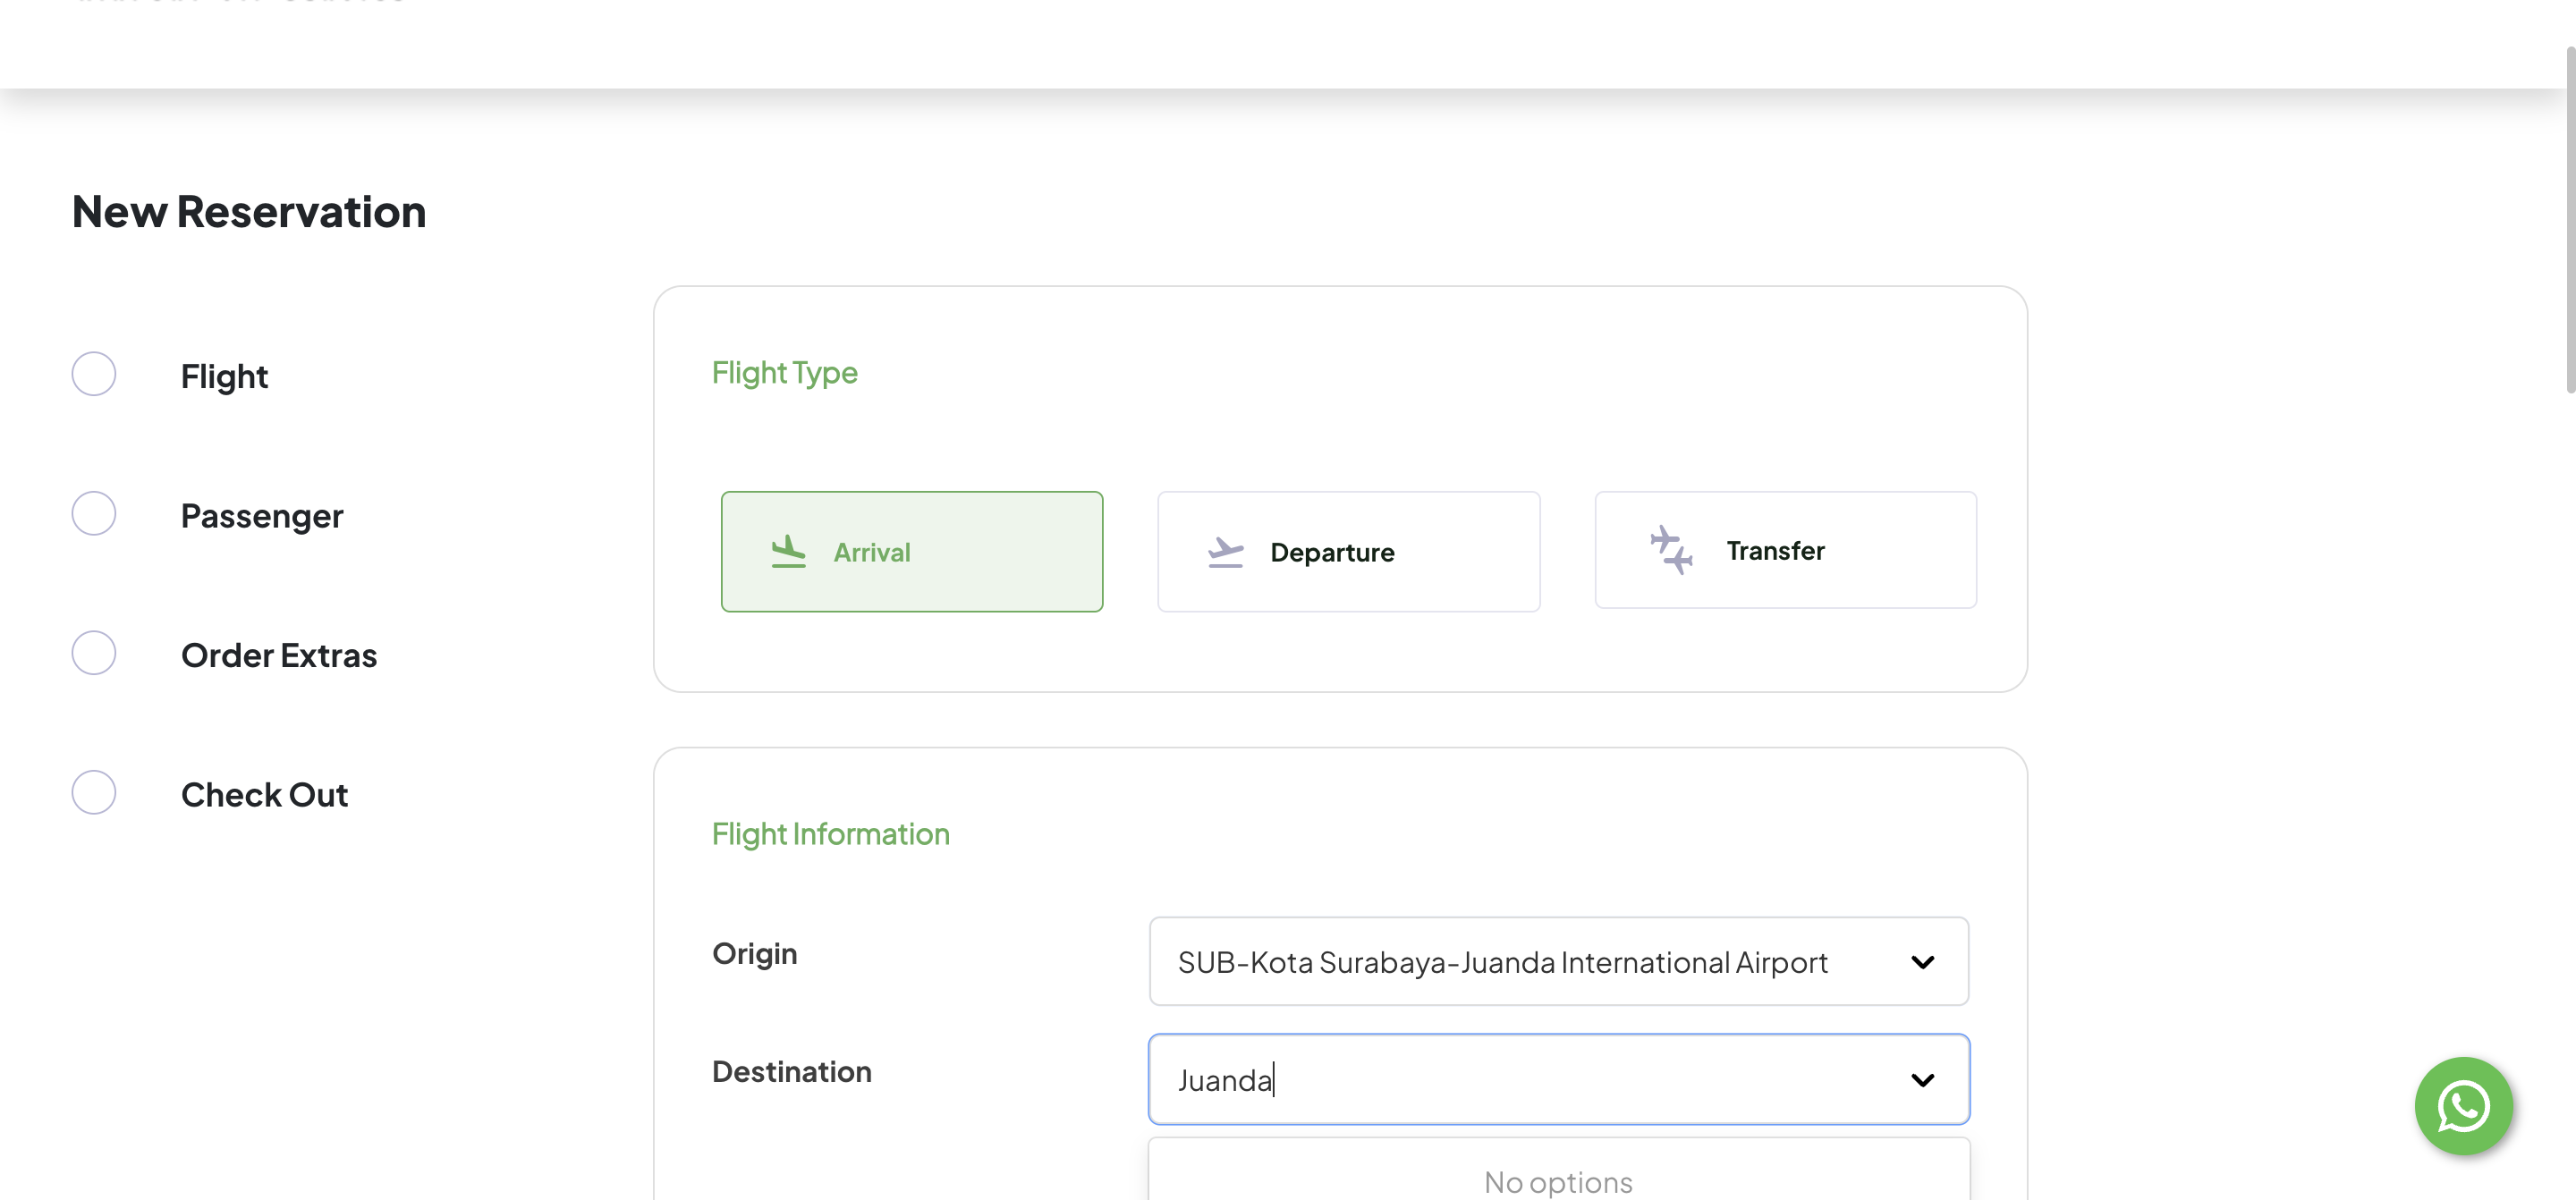 New Reservation
Flight
Passenger
Order Extras
Check Out
Flight Type
Arrival
Departure
Transfer
Flight Information
Origin
SUB-Kota Surabaya-Juanda International Airport
Destination
Juanda
No options